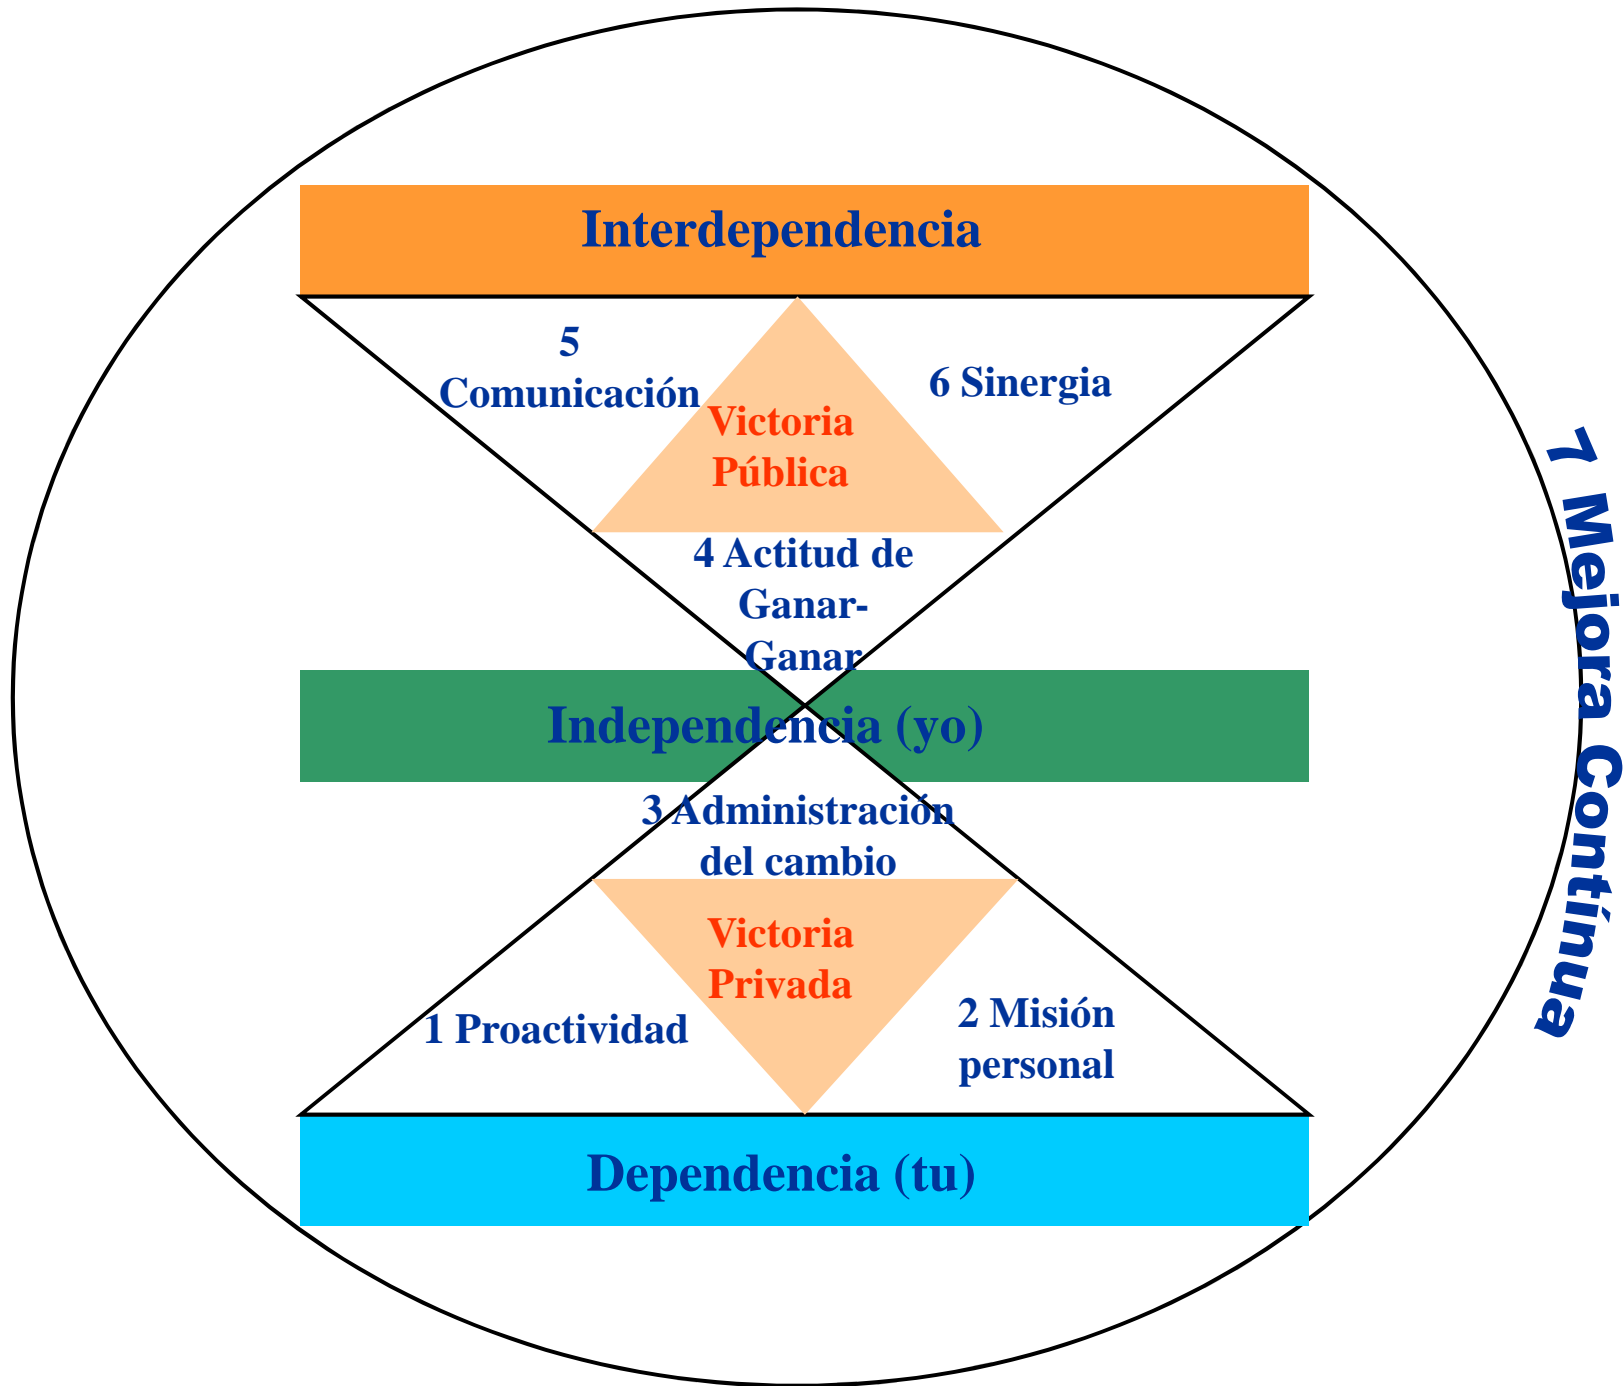 Interdependencia
5
Comunicación
6 Sinergia
Victoria
Pública
4 Actitud de
Ganar-
Ganar
Independencia (yo)
3 Administración
del cambio
Victoria
Privada
1 Proactividad
2 Misión
personal
Dependencia (tu)
7 Mejora Contínua